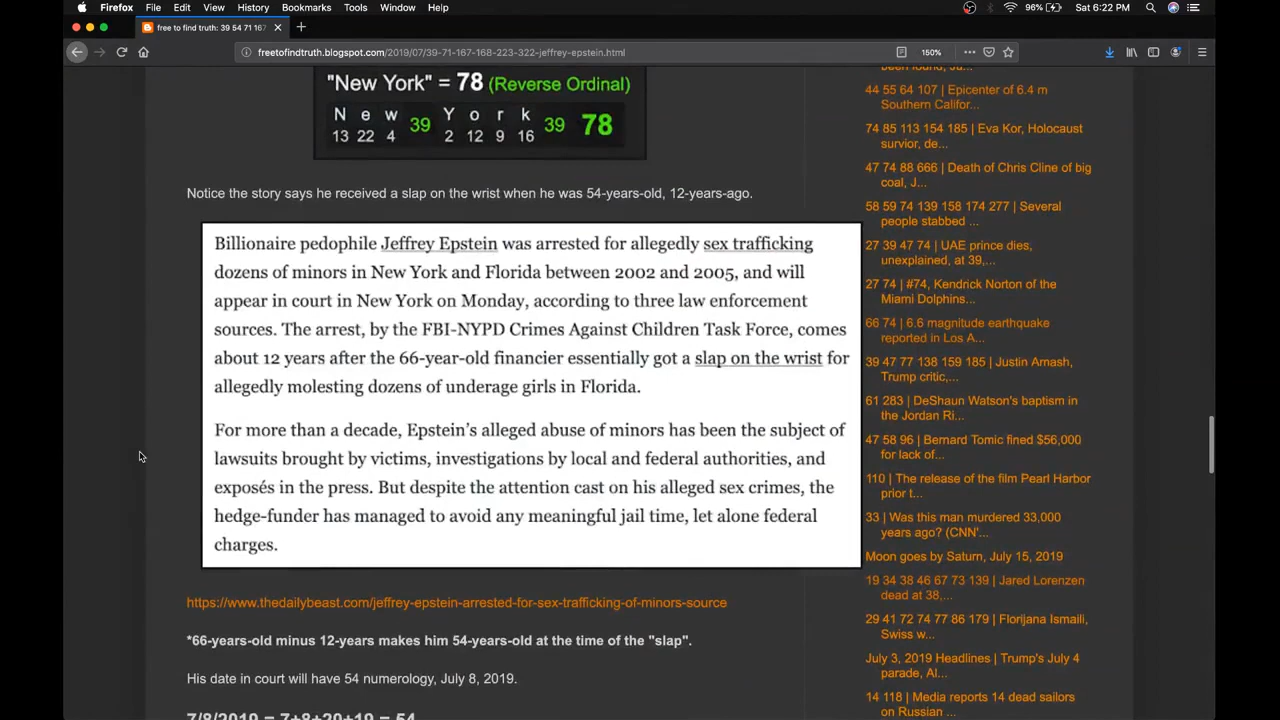 Firefox File Edit View History Bookmarks Tools Window Help 96% Sat 6:22 PM
free to find truth: 39 54 71 167
freetofindtruth.blogspot.com/2019/07/39-71-167-168-223-322-jeffrey-epstein.html 150%
"New York" = 78 (Reverse Ordinal)
N e w 39 Y o r k 39 78
13 22 4 2 12 9 16
Notice the story says he received a slap on the wrist when he was 54-years-old, 12-years-ago.
Billionaire pedophile Jeffrey Epstein was arrested for allegedly sex trafficking
dozens of minors in New York and Florida between 2002 and 2005, and will
appear in court in New York on Monday, according to three law enforcement
sources. The arrest, by the FBI-NYPD Crimes Against Children Task Force, comes
about 12 years after the 66-year-old financier essentially got a slap on the wrist for
allegedly molesting dozens of underage girls in Florida.
For more than a decade, Epstein's alleged abuse of minors has been the subject of
lawsuits brought by victims, investigations by local and federal authorities, and
exposés in the press. But despite the attention cast on his alleged sex crimes, the
hedge-funder has managed to avoid any meaningful jail time, let alone federal
charges.
https://www.thedailybeast.com/jeffrey-epstein-arrested-for-sex-trafficking-of-minors-source
*66-years-old minus 12-years makes him 54-years-old at the time of the "slap".
His date in court will have 54 numerology, July 8, 2019.
7/8/2019 = 7+8+20+19 = 54
been found, Ju...
44 55 64 107 | Epicenter of 6.4 m
Southern Califor...
74 85 113 154 185 | Eva Kor, Holocaust
survior, de...
47 74 88 666 | Death of Chris Cline of big
coal, J...
58 59 74 139 158 174 277 | Several
people stabbed ...
27 39 47 74 | UAE prince dies,
unexplained, at 39,...
27 74 | #74, Kendrick Norton of the
Miami Dolphins...
66 74 | 6.6 magnitude earthquake
reported in Los A...
39 47 77 138 159 185 | Justin Amash,
Trump critic,...
61 283 | DeShaun Watson's baptism in
the Jordan Ri...
47 58 96 | Bernard Tomic fined $56,000
for lack of...
110 | The release of the film Pearl Harbor
prior t...
33 | Was this man murdered 33,000
years ago? (CNN'...
Moon goes by Saturn, July 15, 2019
19 34 38 46 67 73 139 | Jared Lorenzen
dead at 38,...
29 41 72 74 77 86 179 | Florijana Ismaili,
Swiss w...
July 3, 2019 Headlines | Trump's July 4
parade, Al...
14 118 | Media reports 14 dead sailors
on Russian ...